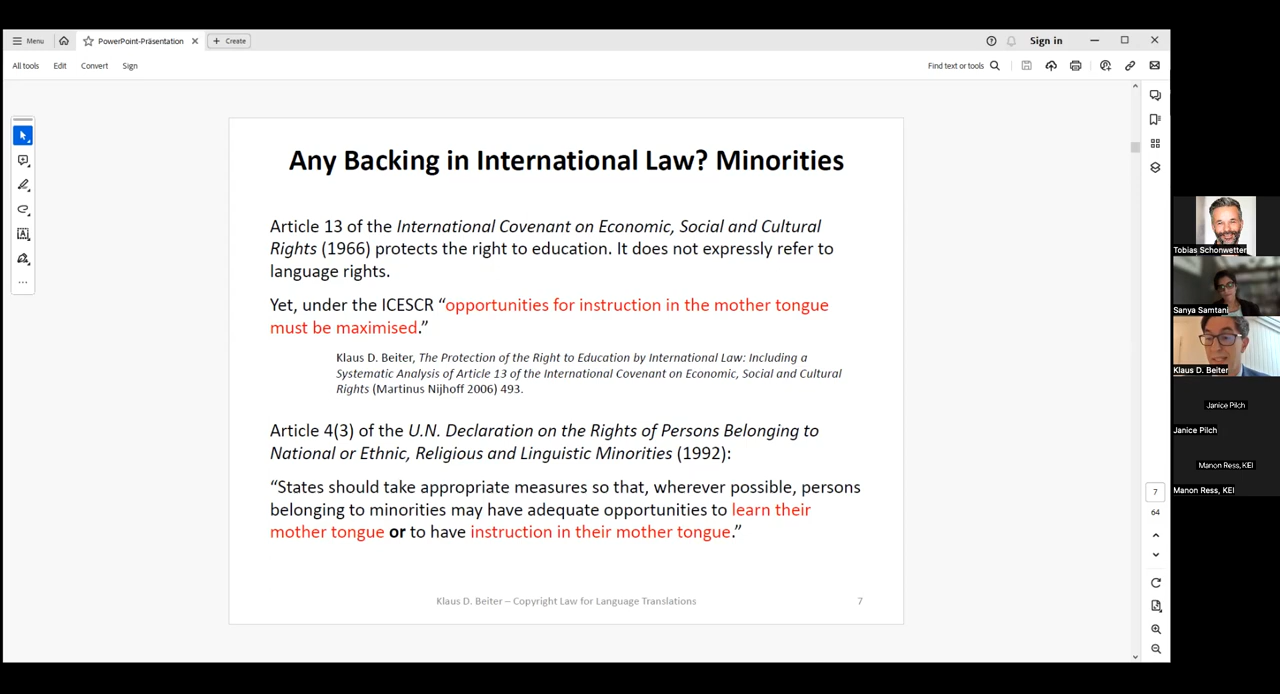 Menu
PowerPoint-Präsentation
Create
Sign in
All tools
Edit
Convert
Sign
Find text or tools
Any Backing in International Law? Minorities
Article 13 of the International Covenant on Economic, Social and Cultural
Rights (1966) protects the right to education. It does not expressly refer to
language rights.
Yet, under the ICESCR “opportunities for instruction in the mother tongue
must be maximised.”
Klaus D. Beiter, The Protection of the Right to Education by International Law: Including a
Systematic Analysis of Article 13 of the International Covenant on Economic, Social and Cultural
Rights (Martinus Nijhoff 2006) 493.
Article 4(3) of the U.N. Declaration on the Rights of Persons Belonging to
National or Ethnic, Religious and Linguistic Minorities (1992):
“States should take appropriate measures so that, wherever possible, persons
belonging to minorities may have adequate opportunities to learn their
mother tongue or to have instruction in their mother tongue.”
Klaus D. Beiter – Copyright Law for Language Translations
7
7
64
Tobias Schonwetter
Sanya Samtani
Klaus D. Beiter
Janice Pilch
Janice Pilch
Manon Ress, KEI
Manon Ress, KEI